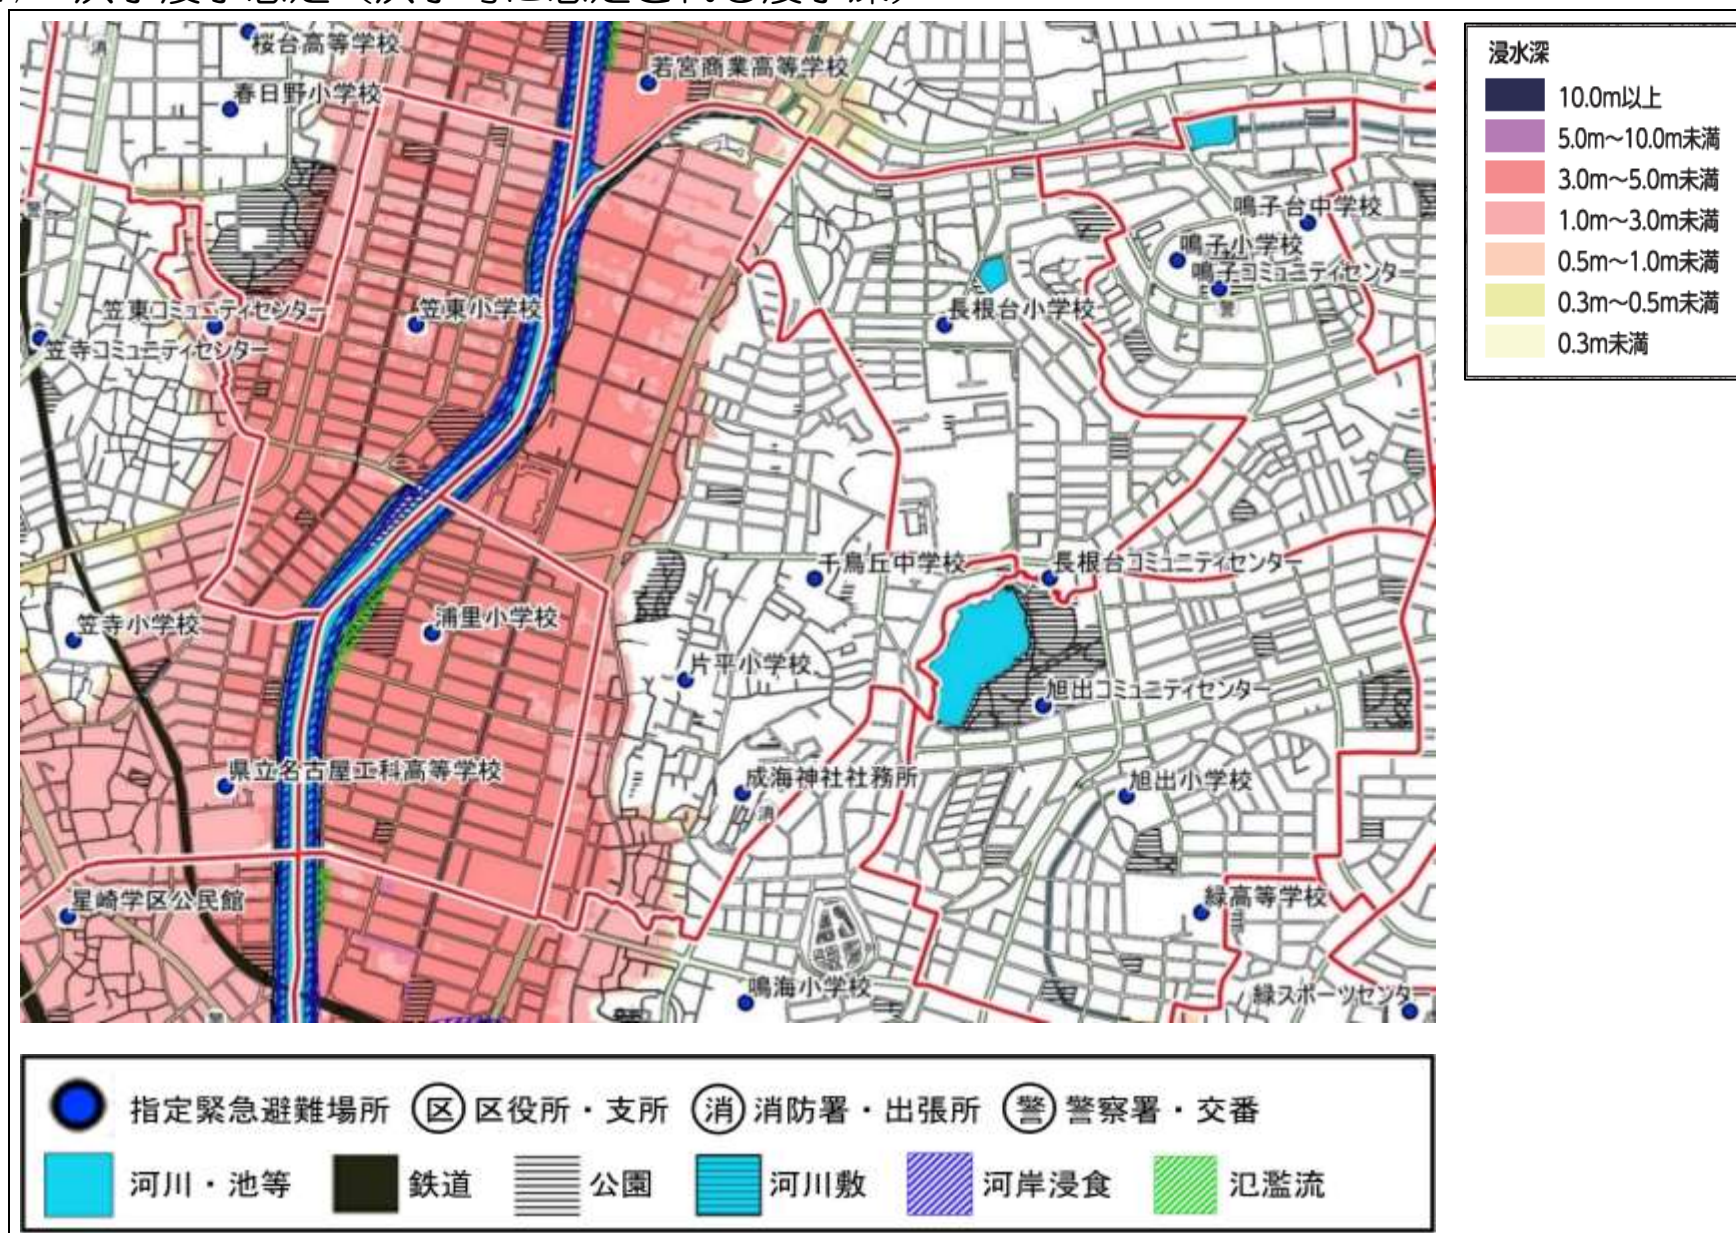 桜台高等学校
春日野小学校
若宮商業高等学校
消
警
鳴子台中学校
鳴子小学校
鳴子コミュニティセンター
警
長根台小学校
笠東コミュニティセンター
笠東小学校
笠寺コミュニティセンター
千鳥丘中学校
長根台コミュニティセンター
笠寺小学校
浦里小学校
片平小学校
旭出コミュニティセンター
県立名古屋工科高等学校
成海神社社務所
消
旭出小学校
星崎学区公民館
緑高等学校
鳴海小学校
緑スポーツセンター
浸水深
10.0m以上
5.0m～10.0m未満
3.0m～5.0m未満
1.0m～3.0m未満
0.5m～1.0m未満
0.3m～0.5m未満
0.3m未満
指定緊急避難場所 区 区役所・支所 消 消防署・出張所 警 警察署・交番
河川・池等 鉄道 公園 河川敷 河岸浸食 氾濫流